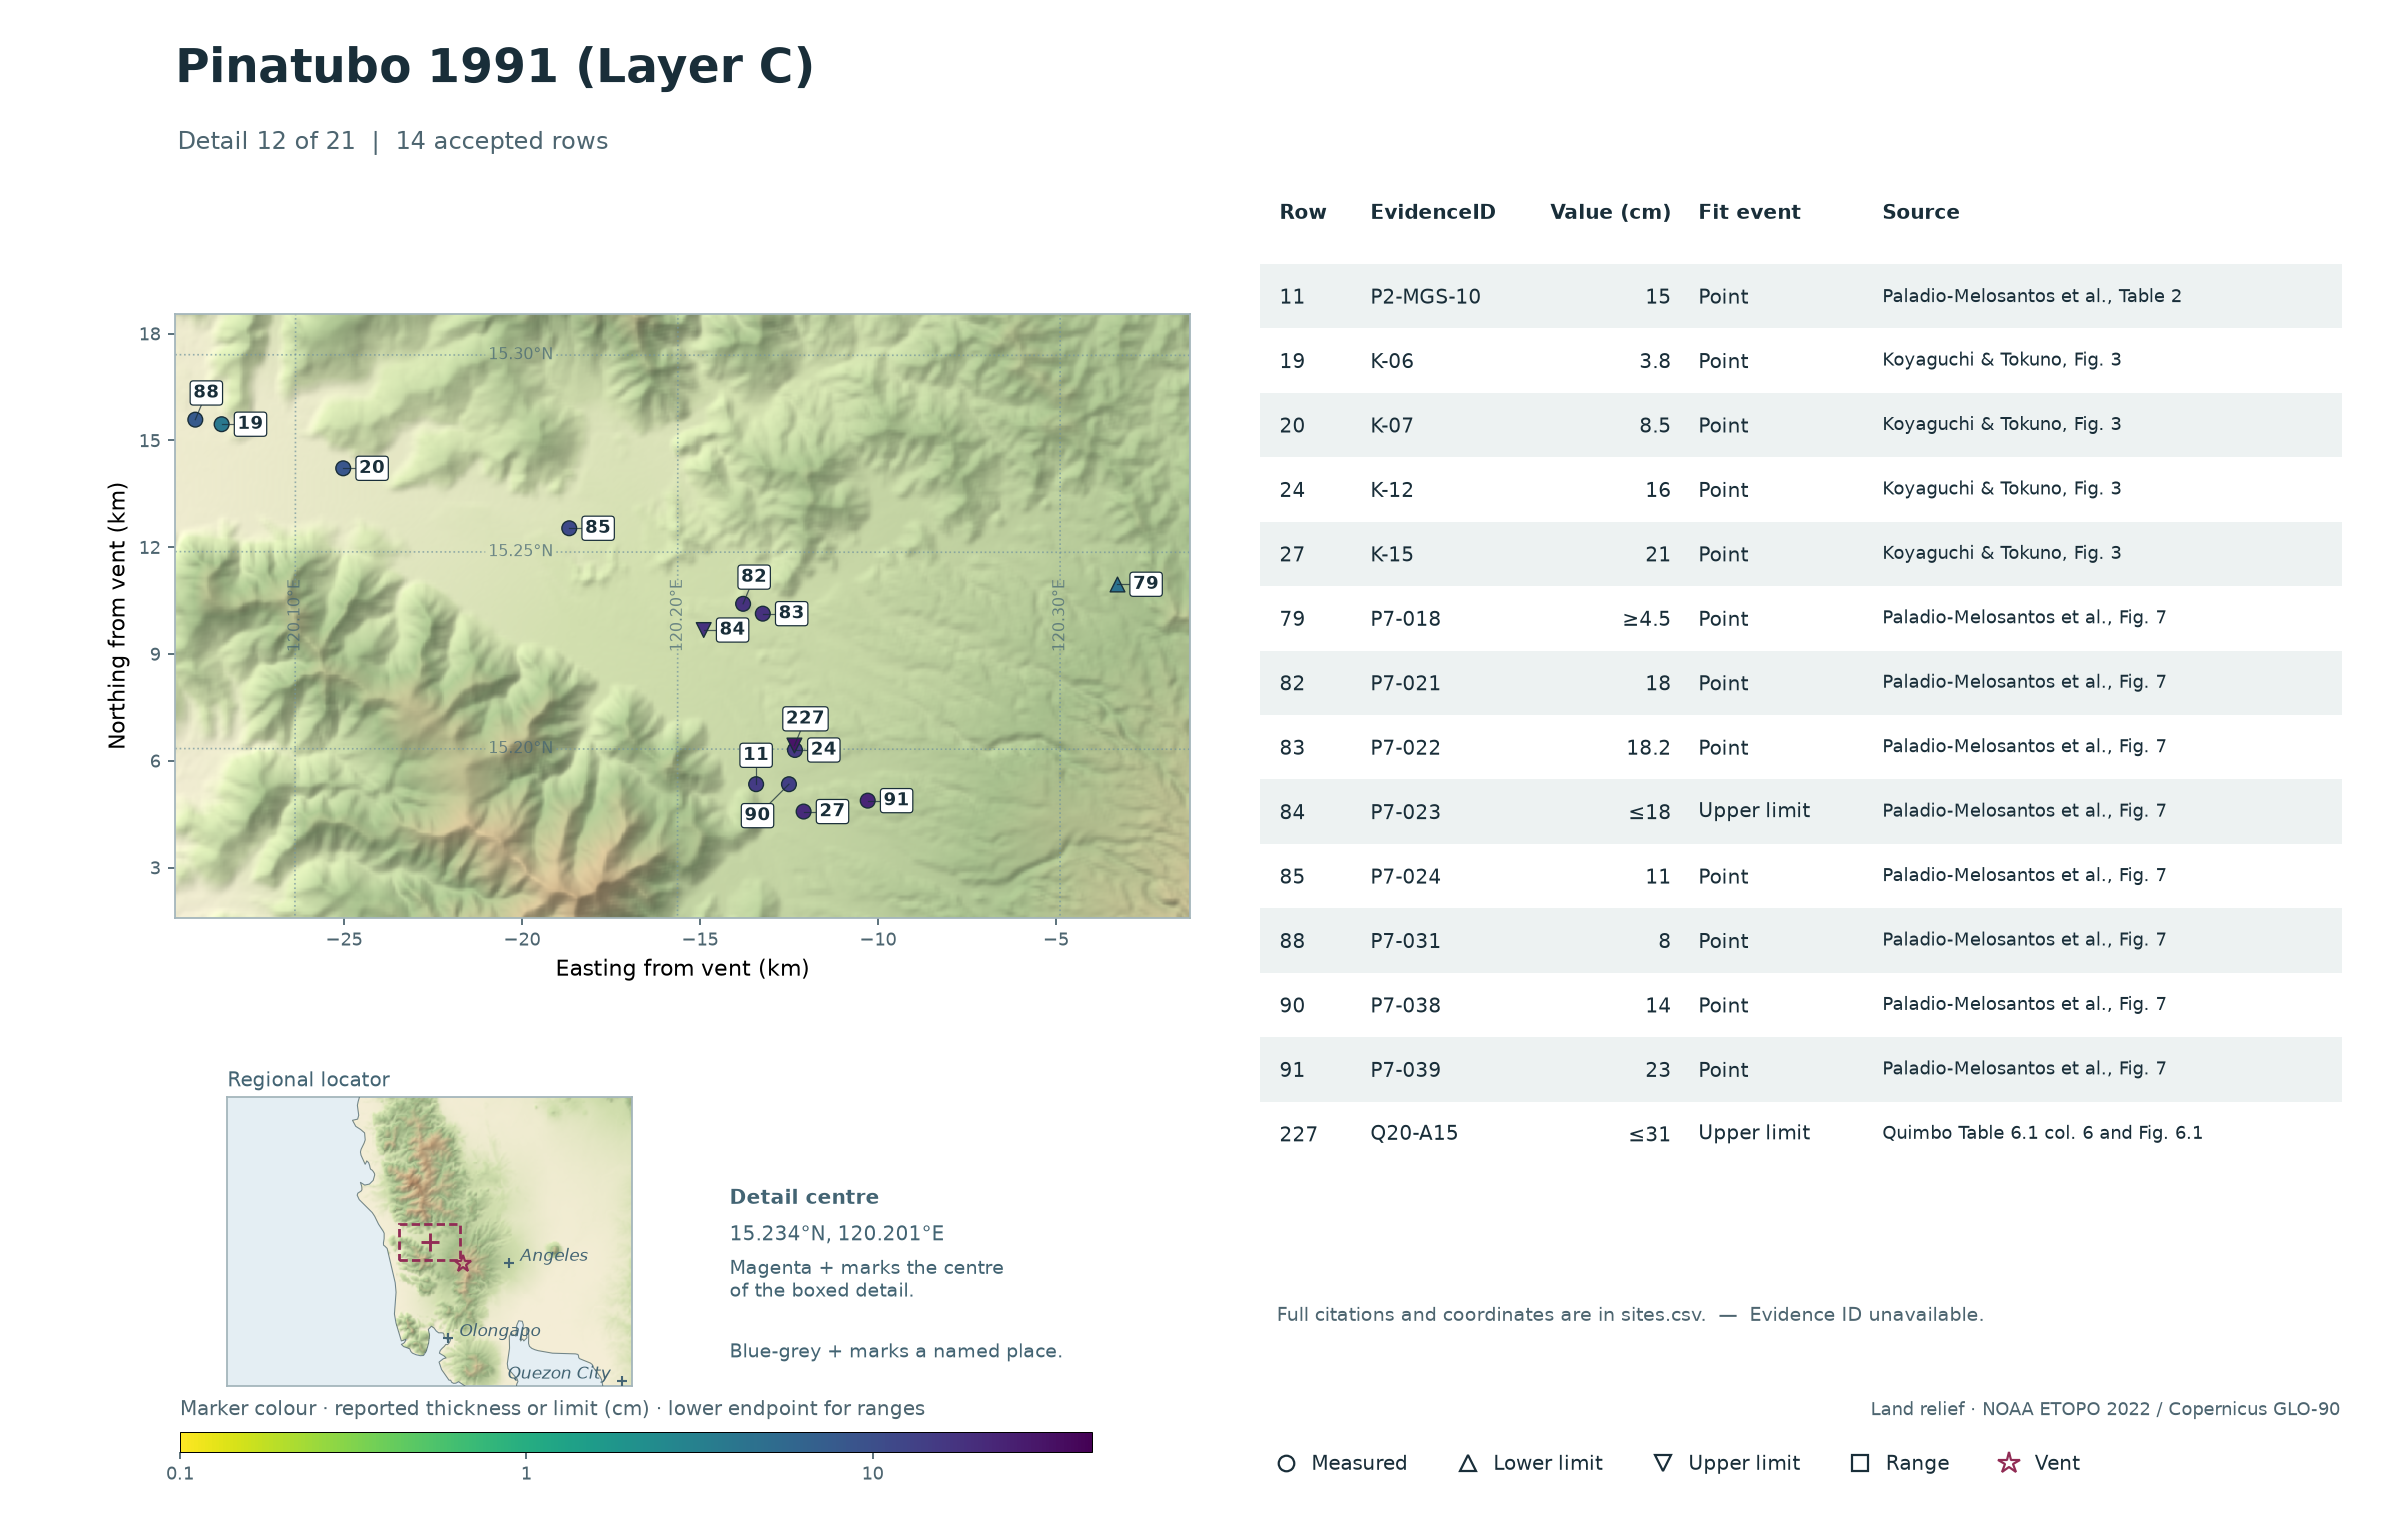 Pinatubo 1991 (Layer C)
Detail 12 of 21 | 14 accepted rows
Row EvidenceID Value (cm) Fit event Source
11 P2-MGS-10 15 Point Paladio-Melosantos et al., Table 2
19 K-06 3.8 Point Koyaguchi & Tokuno, Fig. 3
20 K-07 8.5 Point Koyaguchi & Tokuno, Fig. 3
24 K-12 16 Point Koyaguchi & Tokuno, Fig. 3
27 K-15 21 Point Koyaguchi & Tokuno, Fig. 3
79 P7-018 ≥4.5 Point Paladio-Melosantos et al., Fig. 7
82 P7-021 18 Point Paladio-Melosantos et al., Fig. 7
83 P7-022 18.2 Point Paladio-Melosantos et al., Fig. 7
84 P7-023 ≤18 Upper limit Paladio-Melosantos et al., Fig. 7
85 P7-024 11 Point Paladio-Melosantos et al., Fig. 7
88 P7-031 8 Point Paladio-Melosantos et al., Fig. 7
90 P7-038 14 Point Paladio-Melosantos et al., Fig. 7
91 P7-039 23 Point Paladio-Melosantos et al., Fig. 7
227 Q20-A15 ≤31 Upper limit Quimbo Table 6.1 col. 6 and Fig. 6.1
Northing from vent (km)
18
15
12
9
6
3
15.30°N
15.25°N
15.20°N
120.10°E
120.20°E
120.30°E
88
19
20
85
82
83
84
79
227
24
11
90
27
91
−25 −20 −15 −10 −5
Easting from vent (km)
Regional locator
Angeles
Olongapo
Quezon City
Detail centre
15.234°N, 120.201°E
Magenta + marks the centre
of the boxed detail.
Blue-grey + marks a named place.
Full citations and coordinates are in sites.csv. — Evidence ID unavailable.
Marker colour · reported thickness or limit (cm) · lower endpoint for ranges
0.1 1 10
Land relief · NOAA ETOPO 2022 / Copernicus GLO-90
Measured Lower limit Upper limit Range Vent